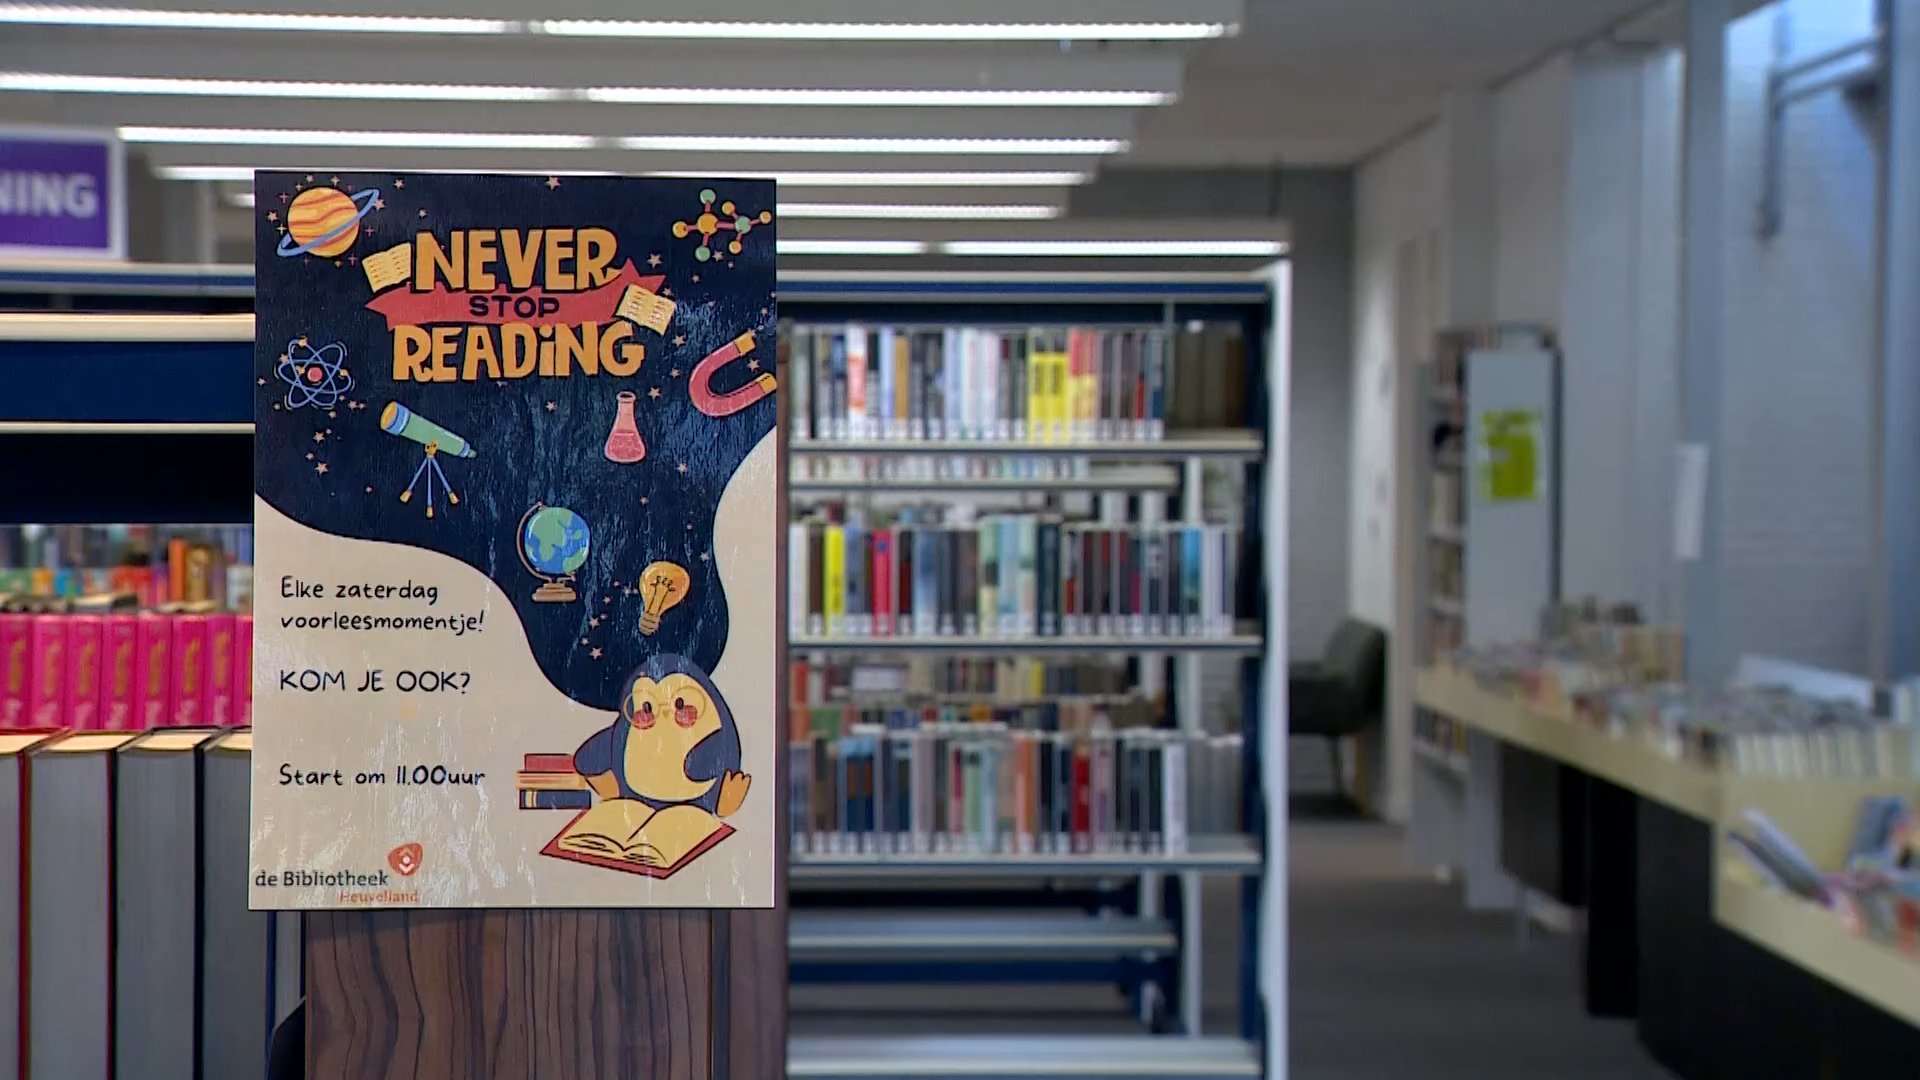 NING
NEVER
STOP
READING
Elke zaterdag
voorleesmomentje!
KOM JE OOK?
Start om 11.00uur
de Bibliotheek
Heuvelland